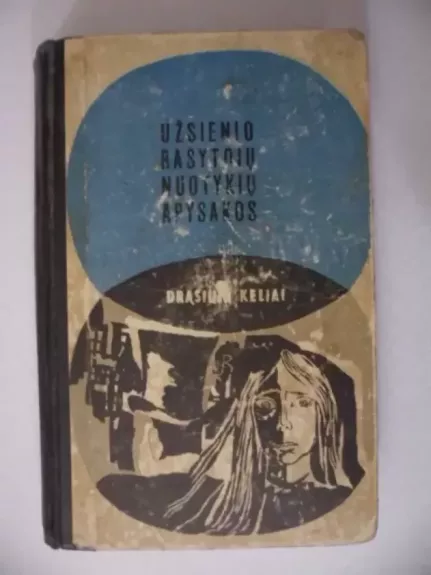 UŽSIENIO
RAŠYTOJŲ
NUOTYKIŲ
APYSAKOS
DRĄSIŲJŲ KELIAI